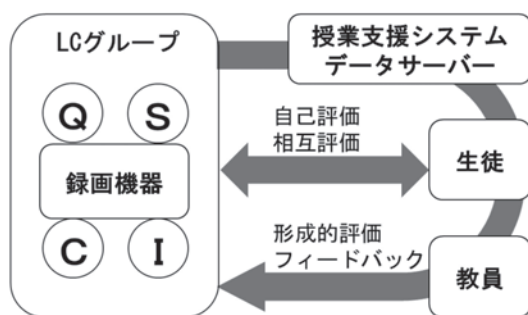 LCグループ
Q
S
録画機器
C
I
授業支援システム
データサーバー
自己評価
相互評価
生徒
形成的評価
フィードバック
教員